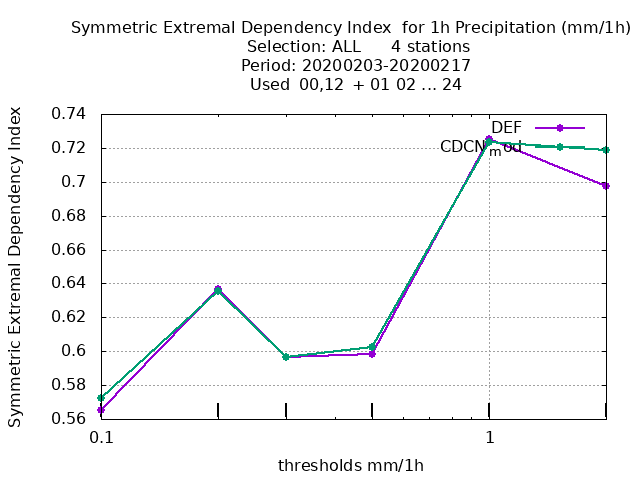 Symmetric Extremal Dependency Index  for 1h Precipitation (mm/1h)
Selection: ALL      4 stations
Period: 20200203-20200217
Used  00,12  + 01 02 ... 24
DEF
CDCN_mod
Symmetric Extremal Dependency Index
0.74
0.72
0.7
0.68
0.66
0.64
0.62
0.6
0.58
0.56
0.1
1
thresholds mm/1h